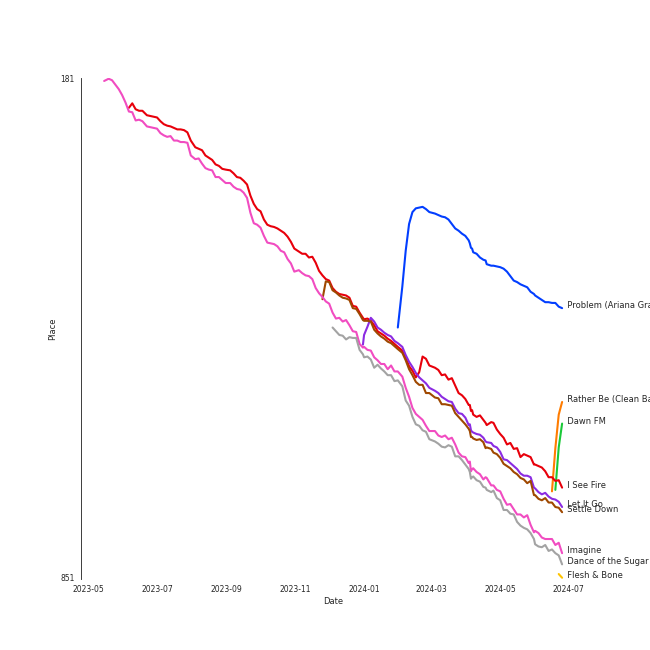 181
Problem (Ariana Gra
Place
Rather Be (Clean Ba
Dawn FM
I See Fire
Let It Go
Settle Down
Imagine
Dance of the Sugar
Flesh & Bone
851
2023-05 2023-07 2023-09 2023-11 2024-01 2024-03 2024-05 2024-07
Date